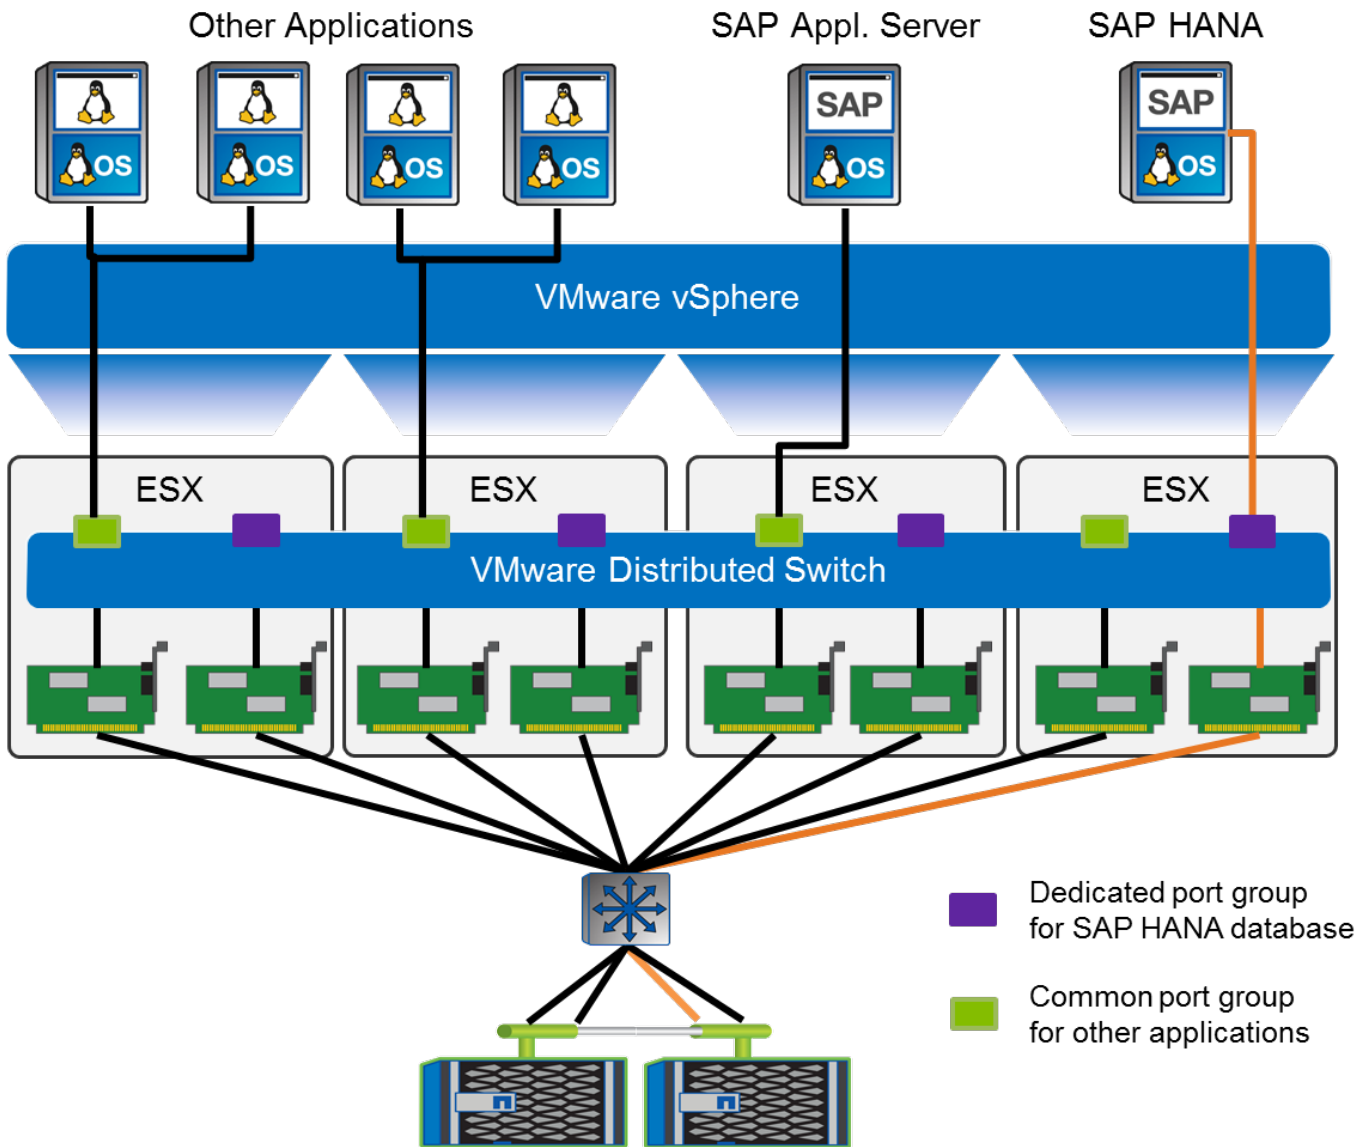 Other Applications
SAP Appl. Server
SAP HANA
SAP
SAP
OS
OS
OS
OS
OS
OS
VMware vSphere
ESX
ESX
ESX
ESX
VMware Distributed Switch
Dedicated port group
for SAP HANA database
Common port group
for other applications